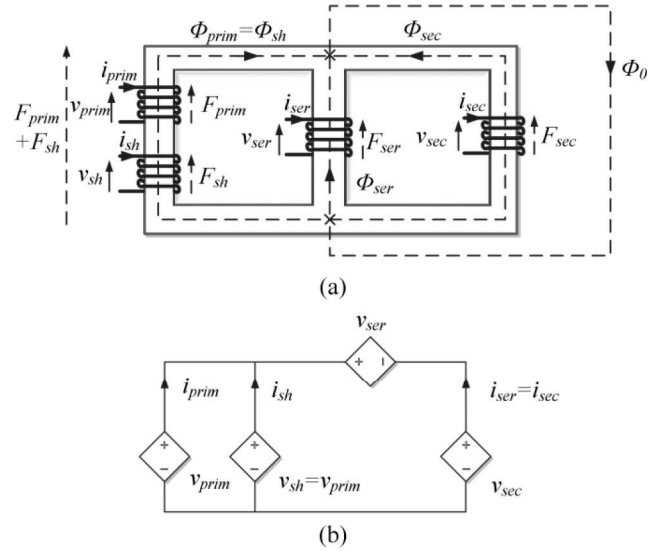 Φprim=Φsh
Φsec
Φ0
iprim
vprim
Fprim
Fprim
+Fsh
ish
vsh
Fsh
iser
vser
Fser
Φser
isec
vsec
Fsec
(a)
vser
+ −
iprim
ish
iser=isec
+
−
vprim
+
−
vsh=vprim
+
−
vsec
(b)